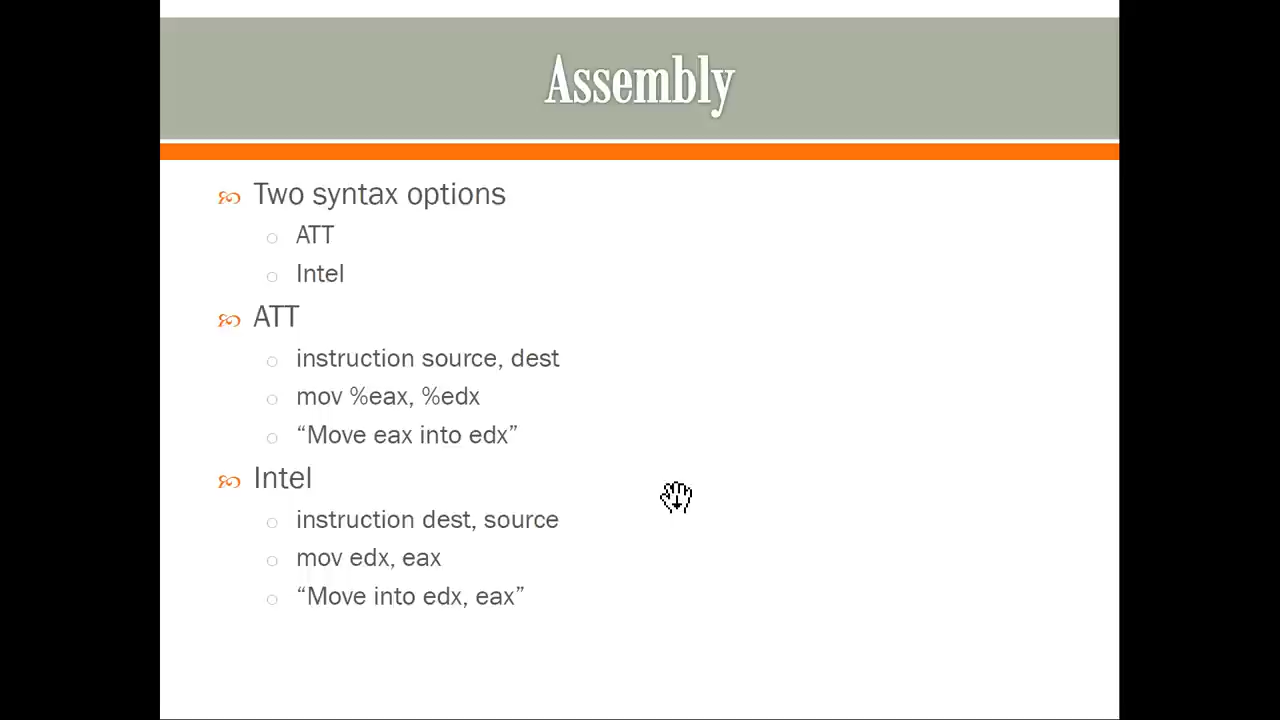 Assembly
Two syntax options
ATT
Intel
ATT
instruction source, dest
mov %eax, %edx
“Move eax into edx”
Intel
instruction dest, source
mov edx, eax
“Move into edx, eax”